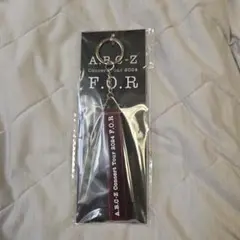 A.B.C-Z
Concert Tour 2024
F.O.R
A.B.C-Z Concert Tour 2024 F.O.R